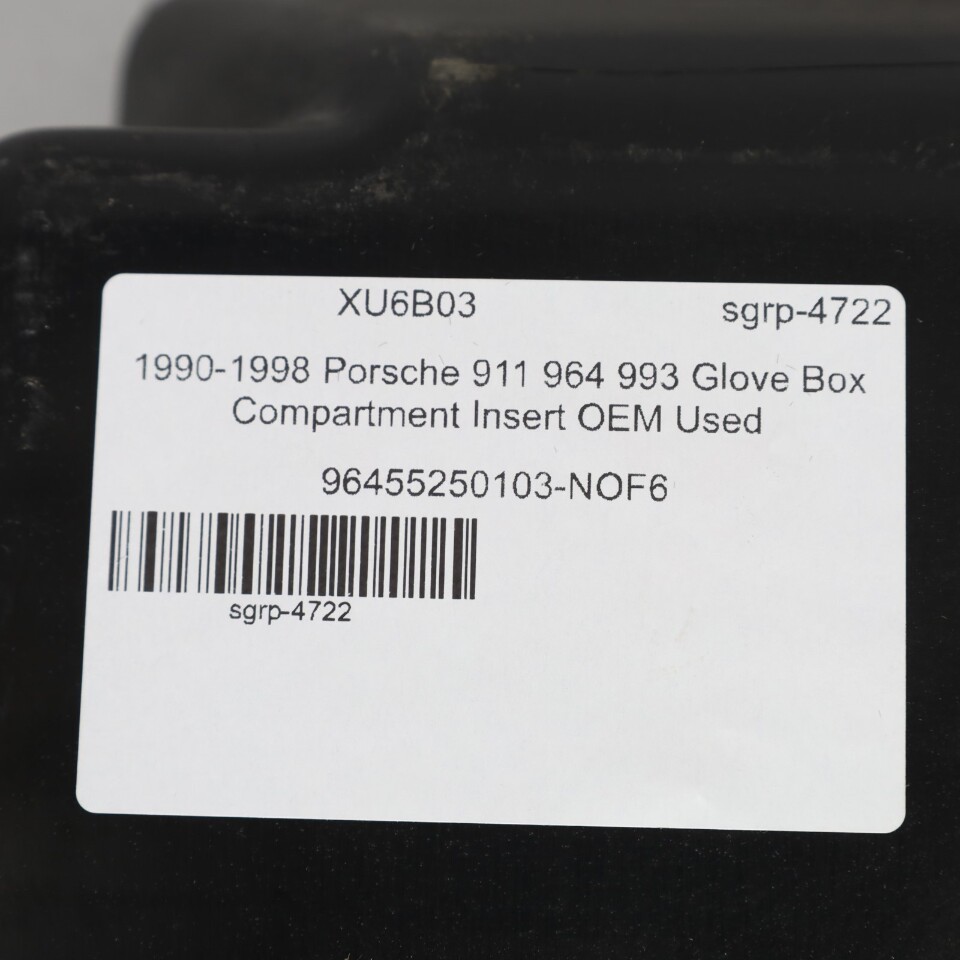 XU6B03 sgrp-4722
1990-1998 Porsche 911 964 993 Glove Box
Compartment Insert OEM Used
96455250103-NOF6
sgrp-4722